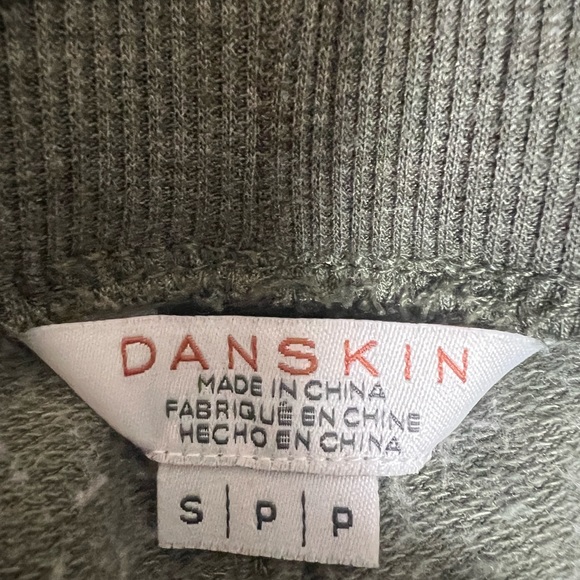 DANSKIN
MADE IN CHINA
FABRIQUÉ EN CHINE
HECHO EN CHINA
S | P | P